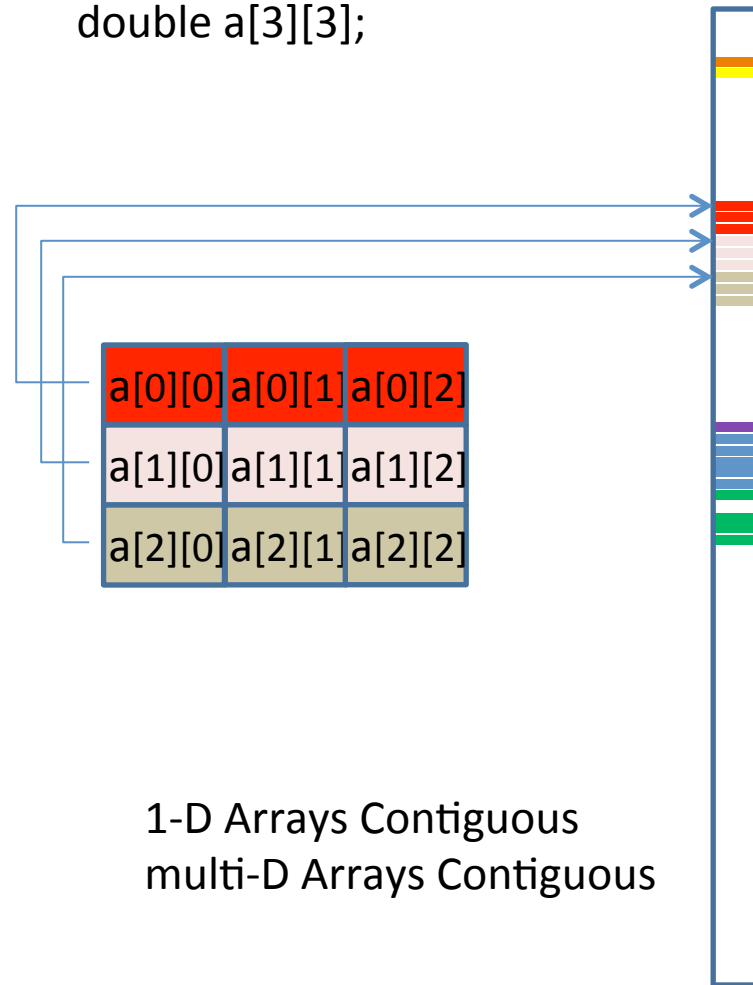 double a[3][3];
a[0][0] a[0][1] a[0][2]
a[1][0] a[1][1] a[1][2]
a[2][0] a[2][1] a[2][2]
1-D Arrays Contiguous
multi-D Arrays Contiguous